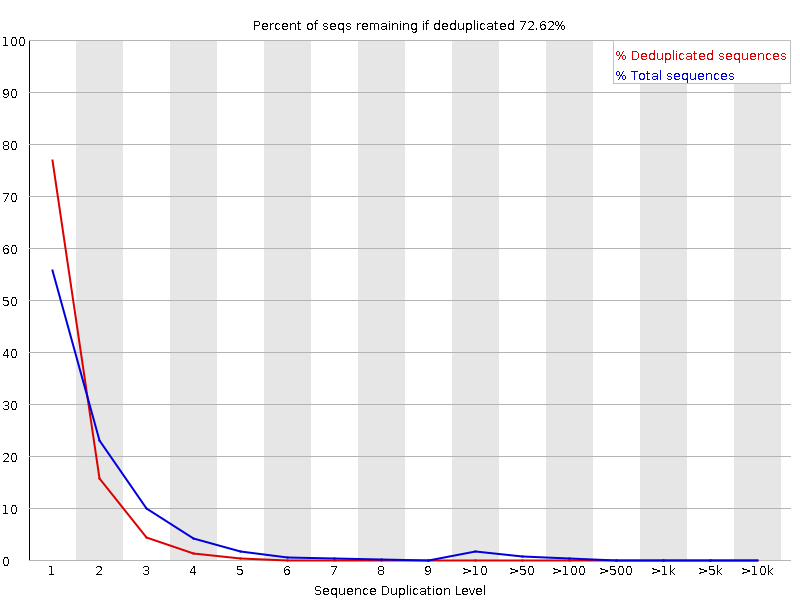 Percent of seqs remaining if deduplicated 72.62%
% Deduplicated sequences
% Total sequences
100
90
80
70
60
50
40
30
20
10
0
1 2 3 4 5 6 7 8 9 >10 >50 >100 >500 >1k >5k >10k
Sequence Duplication Level